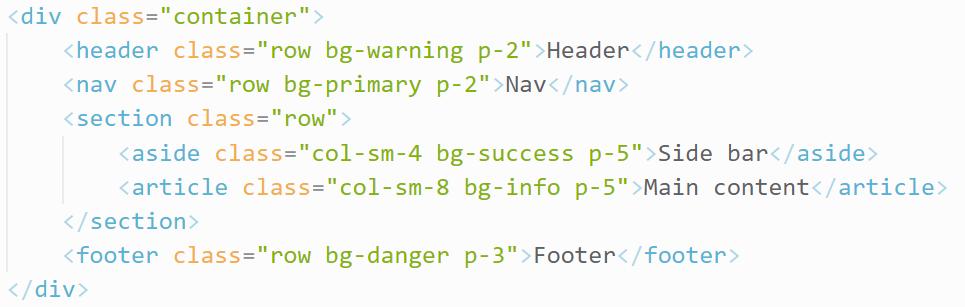 <div class="container">
    <header class="row bg-warning p-2">Header</header>
    <nav class="row bg-primary p-2">Nav</nav>
    <section class="row">
        <aside class="col-sm-4 bg-success p-5">Side bar</aside>
        <article class="col-sm-8 bg-info p-5">Main content</article>
    </section>
    <footer class="row bg-danger p-3">Footer</footer>
</div>